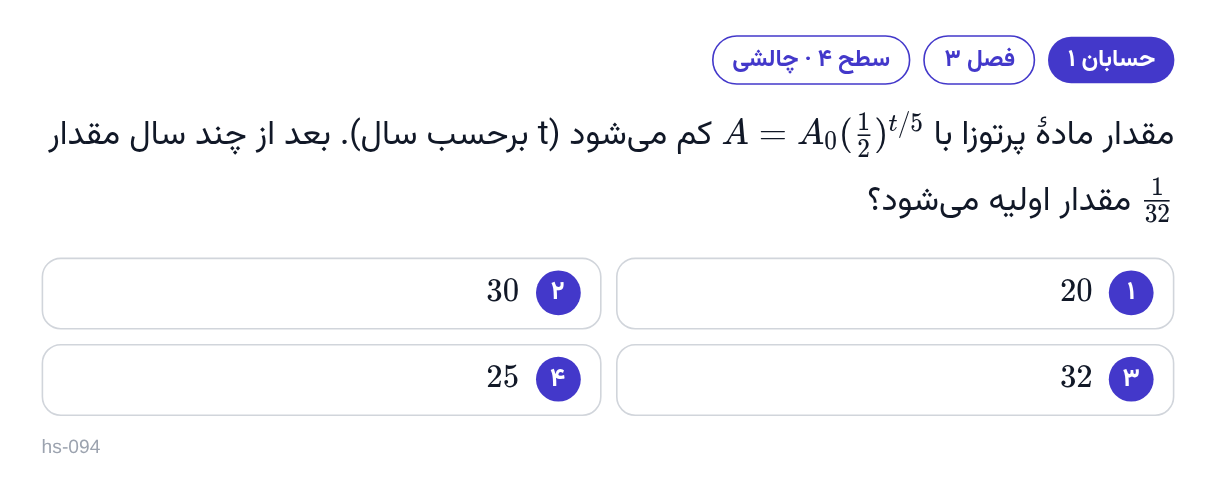 حسابان ۱ فصل ۳ سطح ۴ · چالشی
مقدار مادهٔ پرتوزا با $A = A_0(\frac{1}{2})^{t/5}$ کم می‌شود (t برحسب سال). بعد از چند سال مقدار
$\frac{1}{32}$ مقدار اولیه می‌شود؟
۱ 20
۲ 30
۳ 32
۴ 25
hs-094